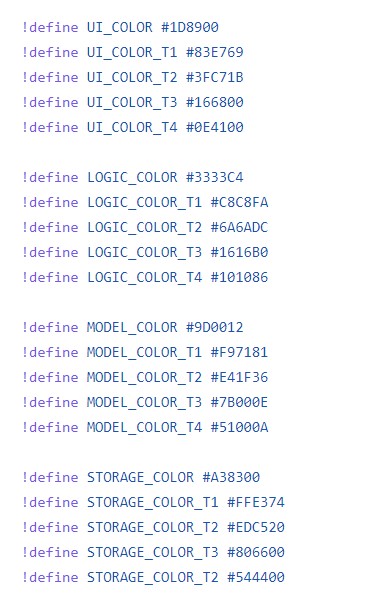 !define UI_COLOR #1D8900
!define UI_COLOR_T1 #83E769
!define UI_COLOR_T2 #3FC71B
!define UI_COLOR_T3 #166800
!define UI_COLOR_T4 #0E4100
!define LOGIC_COLOR #3333C4
!define LOGIC_COLOR_T1 #C8C8FA
!define LOGIC_COLOR_T2 #6A6ADC
!define LOGIC_COLOR_T3 #1616B0
!define LOGIC_COLOR_T4 #101086
!define MODEL_COLOR #9D0012
!define MODEL_COLOR_T1 #F97181
!define MODEL_COLOR_T2 #E41F36
!define MODEL_COLOR_T3 #7B000E
!define MODEL_COLOR_T4 #51000A
!define STORAGE_COLOR #A38300
!define STORAGE_COLOR_T1 #FFE374
!define STORAGE_COLOR_T2 #EDC520
!define STORAGE_COLOR_T3 #806600
!define STORAGE_COLOR_T2 #544400